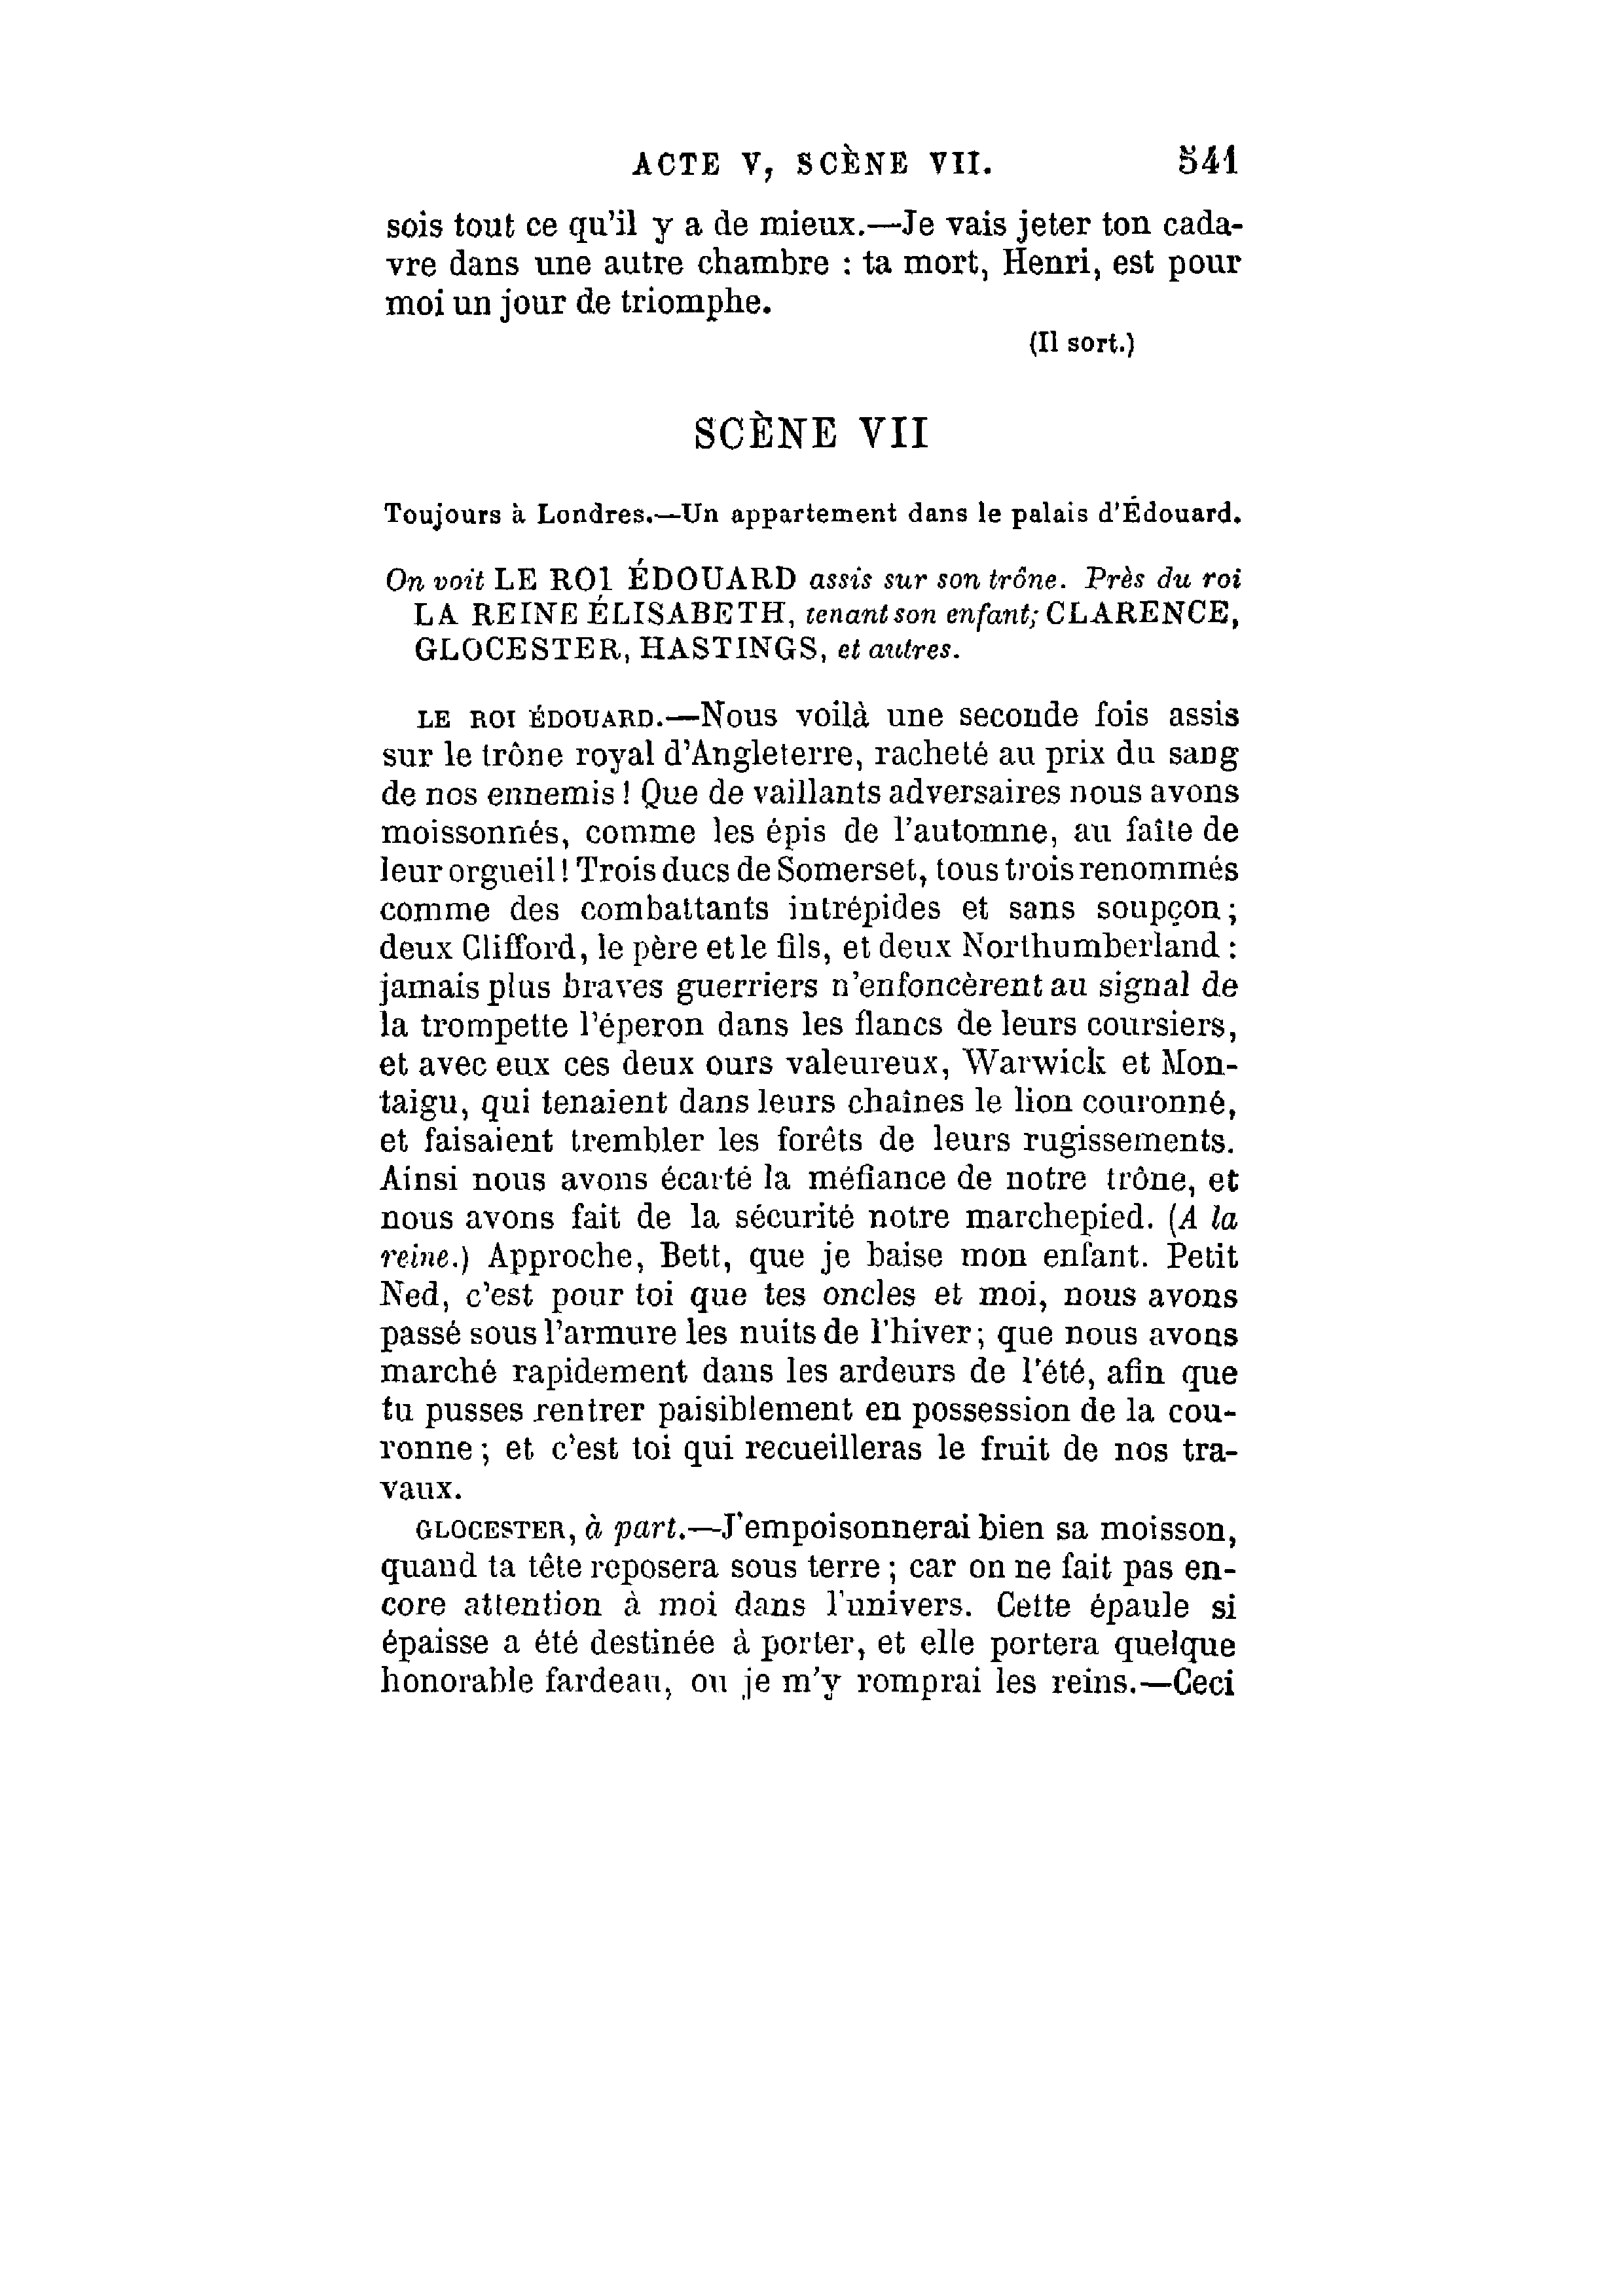 ACTE V, SCÈNE VII. 541
sois tout ce qu'il y a de mieux.—Je vais jeter ton cada-
vre dans une autre chambre : ta mort, Henri, est pour
moi un jour de triomphe.
(Il sort.)
SCÈNE VII
Toujours à Londres.—Un appartement dans le palais d'Édouard.
On voit LE ROI ÉDOUARD assis sur son trône. Près du roi
LA REINE ÉLISABETH, tenant son enfant; CLARENCE,
GLOCESTER, HASTINGS, et autres.
LE ROI ÉDOUARD.—Nous voilà une seconde fois assis
sur le trône royal d'Angleterre, racheté au prix du sang
de nos ennemis ! Que de vaillants adversaires nous avons
moissonnés, comme les épis de l'automne, au faîte de
leur orgueil ! Trois ducs de Somerset, tous trois renommés
comme des combattants intrépides et sans soupçon ;
deux Clifford, le père et le fils, et deux Northumberland :
jamais plus braves guerriers n'enfoncèrent au signal de
la trompette l'éperon dans les flancs de leurs coursiers,
et avec eux ces deux ours valeureux, Warwick et Mon-
taigu, qui tenaient dans leurs chaînes le lion couronné,
et faisaient trembler les forêts de leurs rugissements.
Ainsi nous avons écarté la méfiance de notre trône, et
nous avons fait de la sécurité notre marchepied. (A la
reine.) Approche, Bett, que je baise mon enfant. Petit
Ned, c'est pour toi que tes oncles et moi, nous avons
passé sous l'armure les nuits de l'hiver ; que nous avons
marché rapidement dans les ardeurs de l'été, afin que
tu pusses rentrer paisiblement en possession de la cou-
ronne ; et c'est toi qui recueilleras le fruit de nos tra-
vaux.
GLOCESTER, à part.—J'empoisonnerai bien sa moisson,
quand ta tête reposera sous terre ; car on ne fait pas en-
core attention à moi dans l'univers. Cette épaule si
épaisse a été destinée à porter, et elle portera quelque
honorable fardeau, ou je m'y romprai les reins.—Ceci